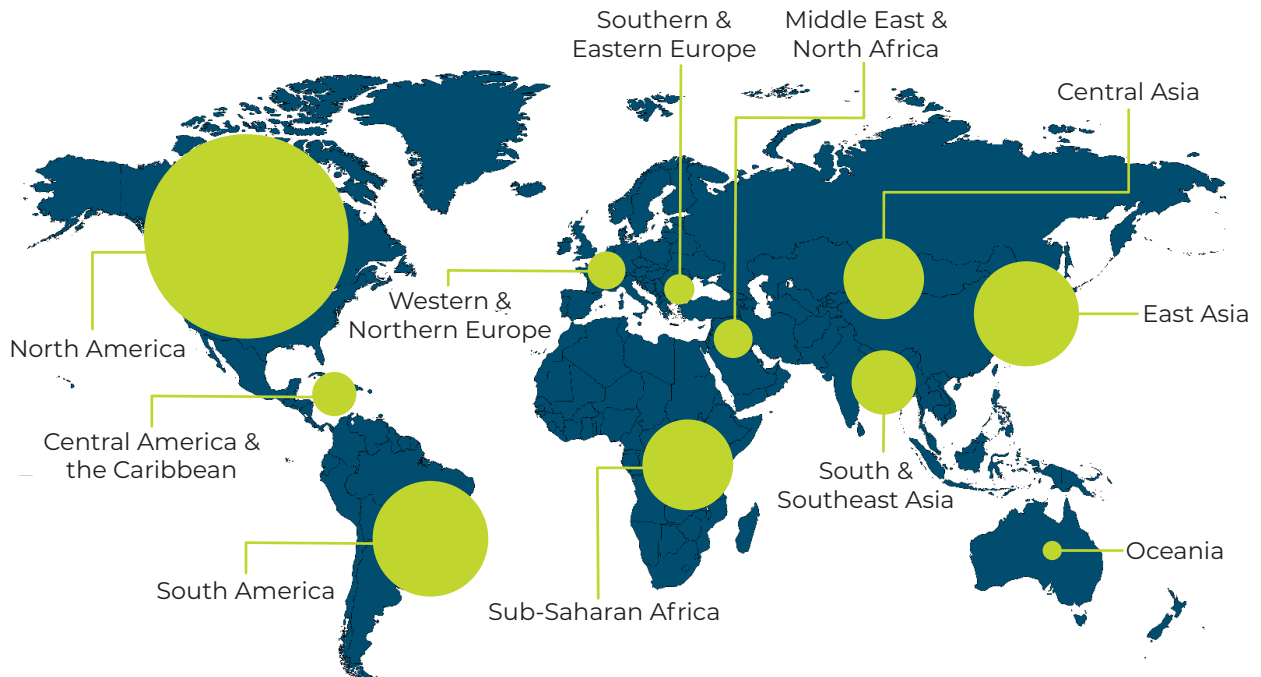 Southern &
Eastern Europe
Middle East &
North Africa
Central Asia
Western &
Northern Europe
East Asia
North America
Central America &
the Caribbean
South &
Southeast Asia
Oceania
South America
Sub-Saharan Africa